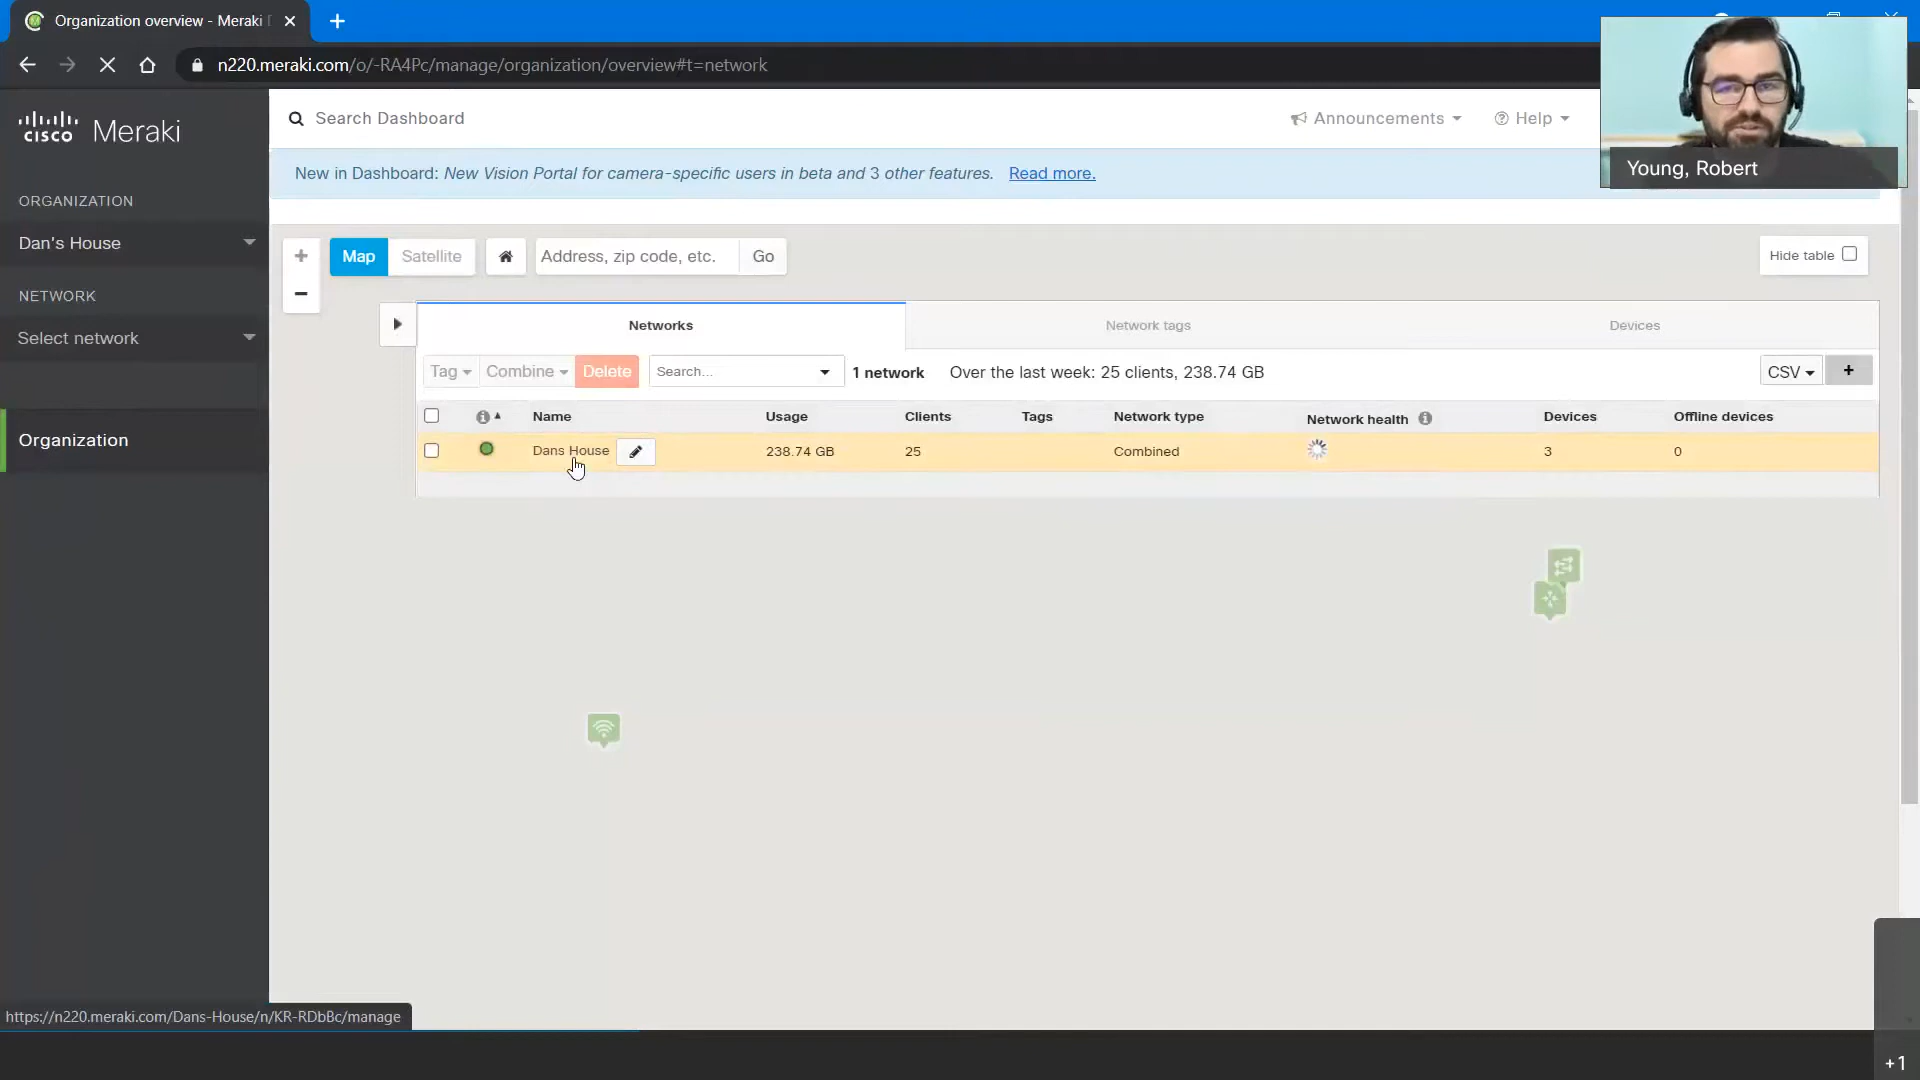 Organization overview - Meraki
n220.meraki.com/o/-RA4Pc/manage/organization/overview#t=network
cisco Meraki
Search Dashboard
Announcements
Help
New in Dashboard: New Vision Portal for camera-specific users in beta and 3 other features. Read more.
Young, Robert
ORGANIZATION
Dan's House
NETWORK
Select network
Organization
Map
Satellite
Address, zip code, etc.
Go
Hide table
Networks
Network tags
Devices
Tag
Combine
Delete
Search...
1 network
Over the last week: 25 clients, 238.74 GB
CSV
+
Name Usage Clients Tags Network type Network health Devices Offline devices
Dans House 238.74 GB 25 Combined 3 0
https://n220.meraki.com/Dans-House/n/KR-RDbBc/manage
+1